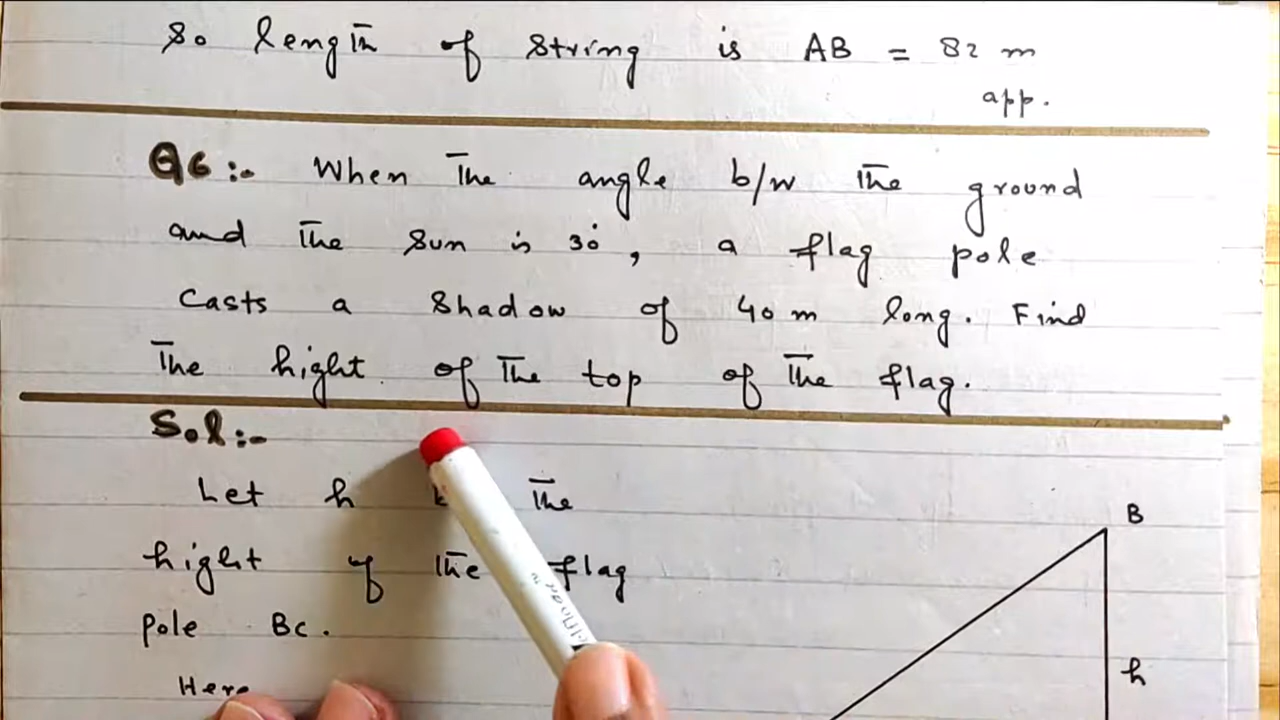 So length of string is AB = 82 m
app.
Q6:- When the angle b/w the ground
and the sun is 30°, a flag pole
casts a shadow of 40 m long. Find
the hight of the top of the flag.
Sol:-
Let h the
hight of the flag
pole BC.
Here
B
h